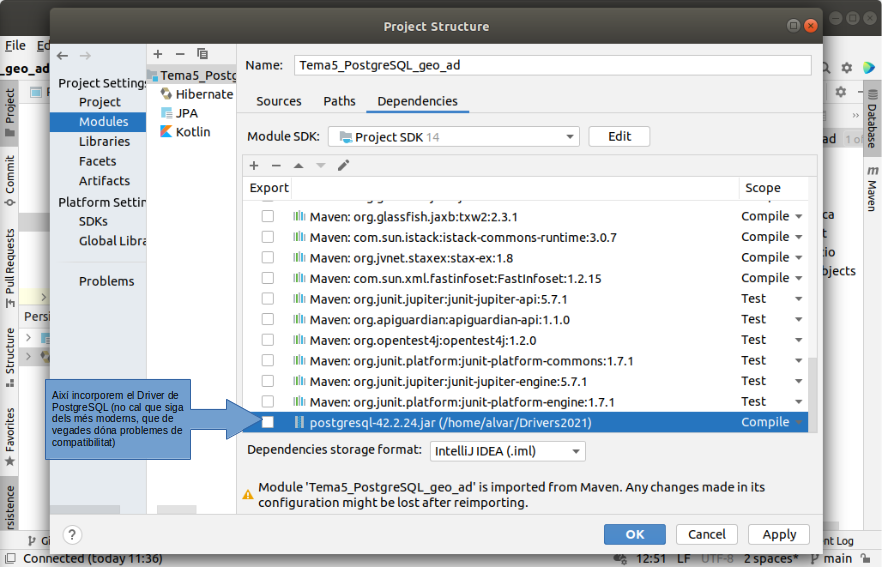 Project Structure
File Ed
_geo_ad
Project
Commit
Pull Requests
Structure
Favorites
rsistence
Persi
Project Settings
Project
Modules
Libraries
Facets
Artifacts
Platform Settin
SDKs
Global Libra
Problems
Tema5_Postg
Hibernate
JPA
Kotlin
Name: Tema5_PostgreSQL_geo_ad
Sources Paths Dependencies
Module SDK: Project SDK 14 Edit
Export Scope
Maven: org.glassfish.jaxb:txw2:2.3.1 Compile
Maven: com.sun.istack:istack-commons-runtime:3.0.7 Compile
Maven: org.jvnet.staxex:stax-ex:1.8 Compile
Maven: com.sun.xml.fastinfoset:FastInfoset:1.2.15 Compile
Maven: org.junit.jupiter:junit-jupiter-api:5.7.1 Test
Maven: org.apiguardian:apiguardian-api:1.1.0 Test
Maven: org.opentest4j:opentest4j:1.2.0 Test
Maven: org.junit.platform:junit-platform-commons:1.7.1 Test
Maven: org.junit.jupiter:junit-jupiter-engine:5.7.1 Test
Maven: org.junit.platform:junit-platform-engine:1.7.1 Test
postgresql-42.2.24.jar (/home/alvar/Drivers2021) Compile
Així incorporem el Driver de
PostgreSQL (no cal que siga
dels més moderns, que de
vegades dóna problemes de
compatibilitat)
Dependencies storage format: IntelliJ IDEA (.iml)
Module 'Tema5_PostgreSQL_geo_ad' is imported from Maven. Any changes made in its
configuration might be lost after reimporting.
? OK Cancel Apply
Database
Maven
ad 1 of
ca
t
tio
bjects
Gi
nt Log
Connected (today 11:36) 12:51 LF UTF-8 2 spaces* main